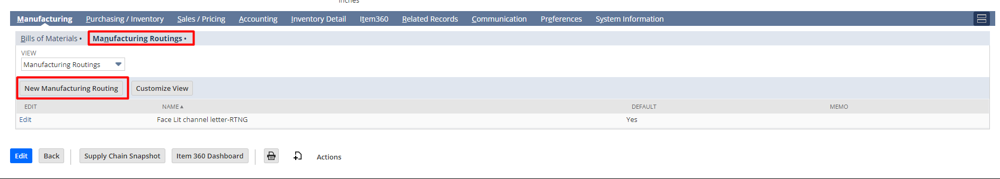 inches
Manufacturing Purchasing / Inventory Sales / Pricing Accounting Inventory Detail Item360 Related Records Communication Preferences System Information
Bills of Materials • Manufacturing Routings •
VIEW
Manufacturing Routings
New Manufacturing Routing Customize View
EDIT NAME ▲ DEFAULT MEMO
Edit Face Lit channel letter-RTNG Yes
Edit Back Supply Chain Snapshot Item 360 Dashboard Actions